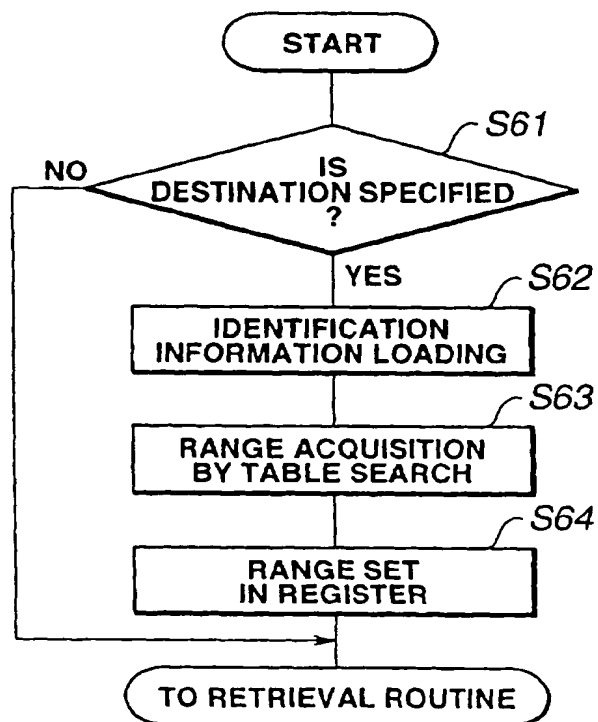 START
S61
NO
IS
DESTINATION SPECIFIED
?
YES
S62
IDENTIFICATION
INFORMATION LOADING
S63
RANGE ACQUISITION
BY TABLE SEARCH
S64
RANGE SET
IN REGISTER
TO RETRIEVAL ROUTINE